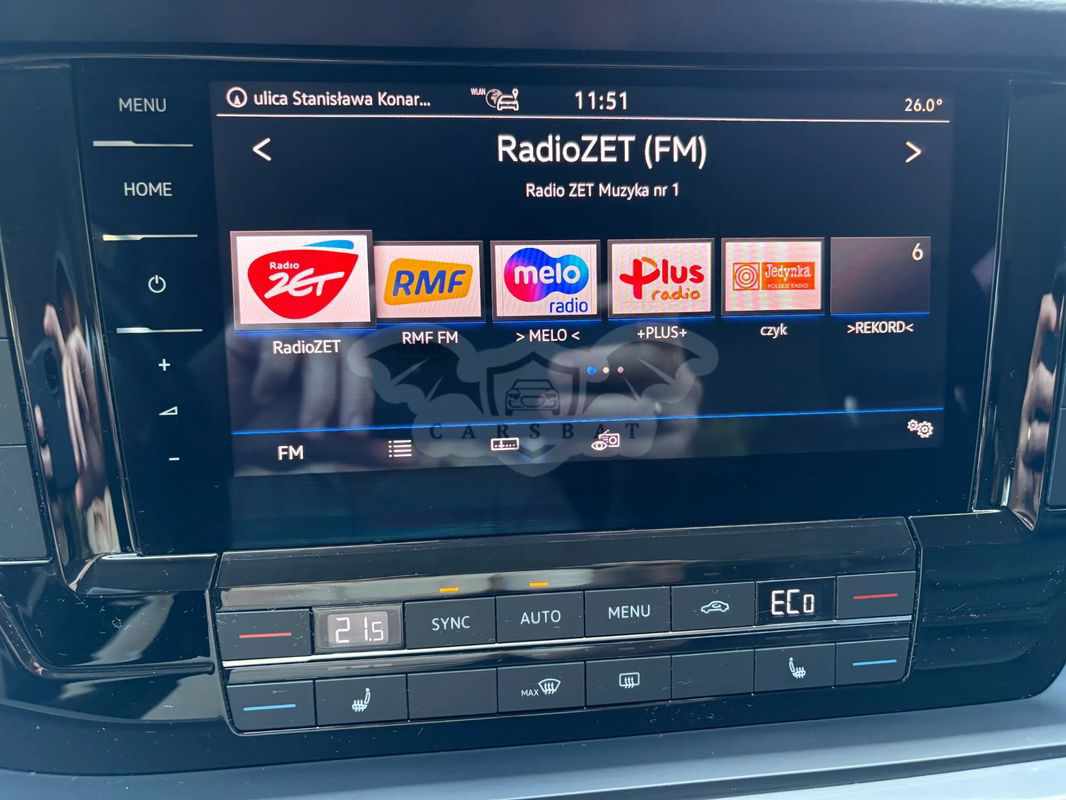 MENU
HOME
+
-
ulica Stanisława Konar...
WLAN
11:51
26.0°
<
RadioZET (FM)
>
Radio ZET Muzyka nr 1
Radio
ZET
RMF
melo
radio
Plus
radio
Jedynka
POLSKIE RADIO
6
RadioZET
RMF FM
> MELO <
+PLUS+
czyk
>REKORD<
CARSBAT
FM
21.5
SYNC
AUTO
MENU
ECO
MAX